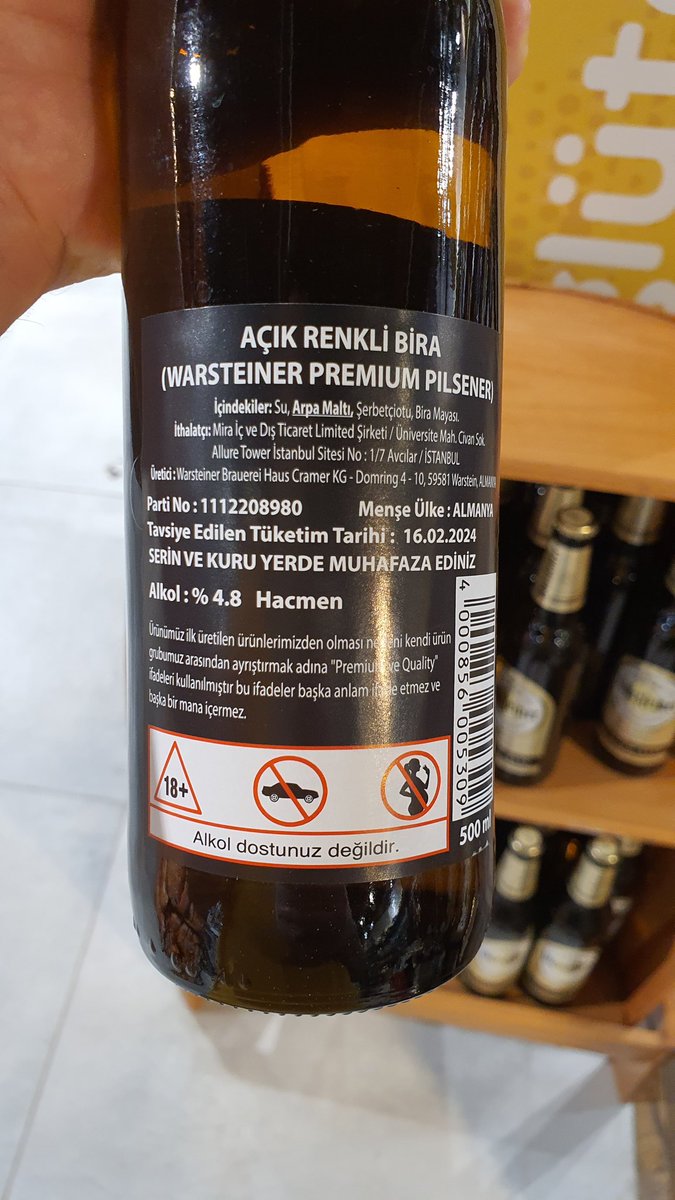 lüt
AÇIK RENKLİ BİRA
(WARSTEINER PREMIUM PILSENER)
İçindekiler: Su, Arpa Maltı, Şerbetçiotu, Bira Mayası.
İthalatçı: Mira İç ve Dış Ticaret Limited Şirketi / Üniversite Mah. Civan Sok.
Allure Tower İstanbul Sitesi No : 1/7 Avcılar / İSTANBUL
Üretici : Warsteiner Brauerei Haus Cramer KG - Domring 4 - 10, 59581 Warstein, ALMANYA
Parti No : 1112208980 Menşe Ülke : ALMANYA
Tavsiye Edilen Tüketim Tarihi : 16.02.2024
SERİN VE KURU YERDE MUHAFAZA EDİNİZ
Alkol : % 4.8 Hacmen
Ürünümüz ilk üretilen ürünlerimizden olması nedeni kendi ürün
grubumuz arasından ayrıştırmak adına "Premium ve Quality"
ifadeleri kullanılmıştır bu ifadeler başka anlam ifade etmez ve
başka bir mana içermez.
4 000856 005309
18+
Alkol dostunuz değildir.
500 ml